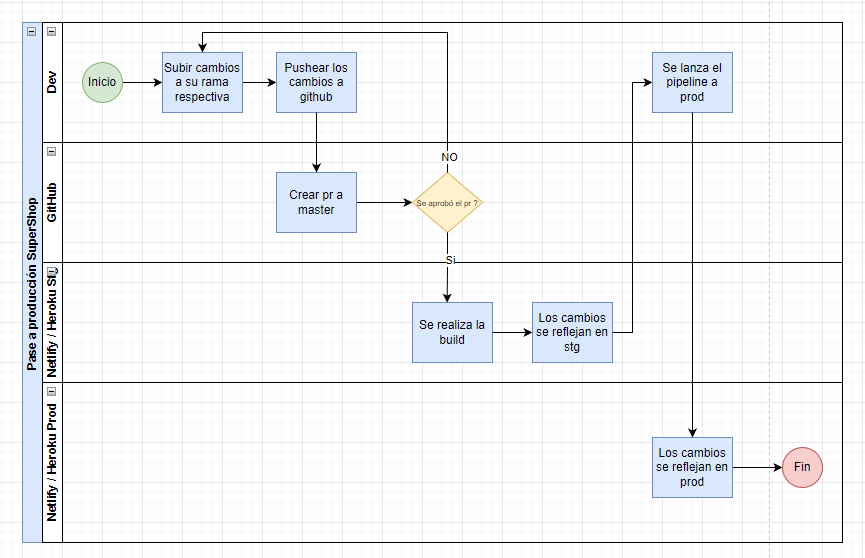 Pase a producción SuperShop
Dev
Inicio
Subir cambios
a su rama
respectiva
Pushear los
cambios a
github
Se lanza el
pipeline a
prod
GitHub
Crear pr a
master
NO
Se aprobó el pr ?
Si
Netlify / Heroku Stg
Se realiza la
build
Los cambios
se reflejan en
stg
Netlify / Heroku Prod
Los cambios
se reflejan en
prod
Fin